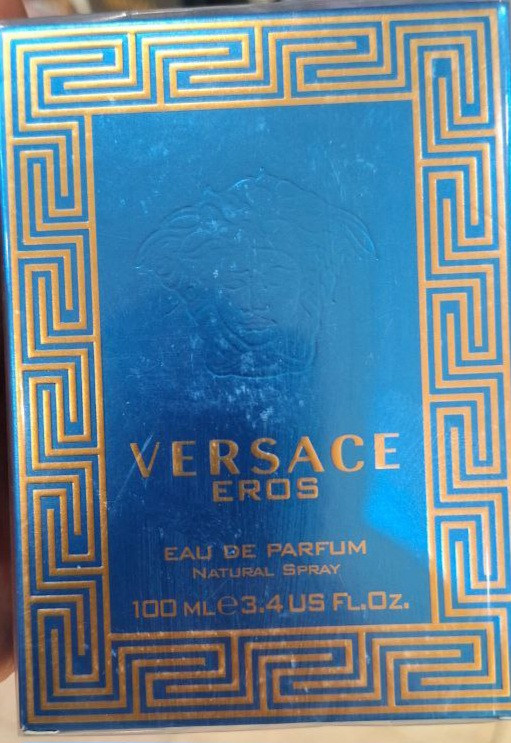 VERSACE
EROS
EAU DE PARFUM
NATURAL SPRAY
100 ML℮3.4 US FL.Oz.